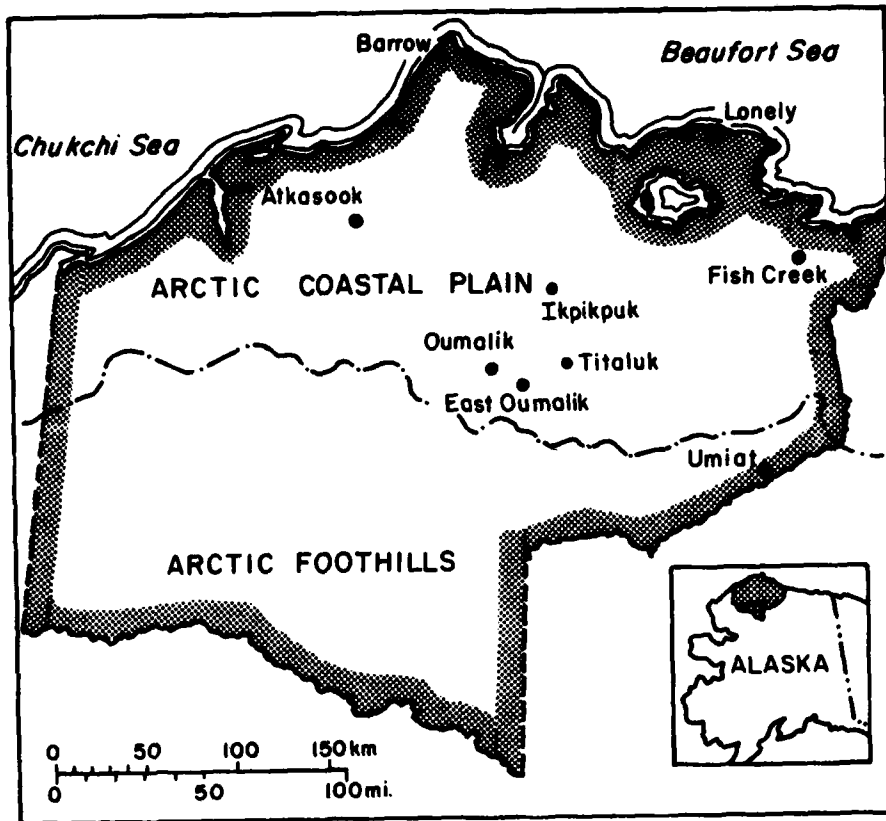 Barrow
Beaufort Sea
Lonely
Chukchi Sea
Atkasook
Fish Creek
ARCTIC COASTAL PLAIN
Ikpikpuk
Oumalik
Titaluk
East Oumalik
Umiat
ARCTIC FOOTHILLS
ALASKA
0 50 100 150 km
0 50 100 mi.